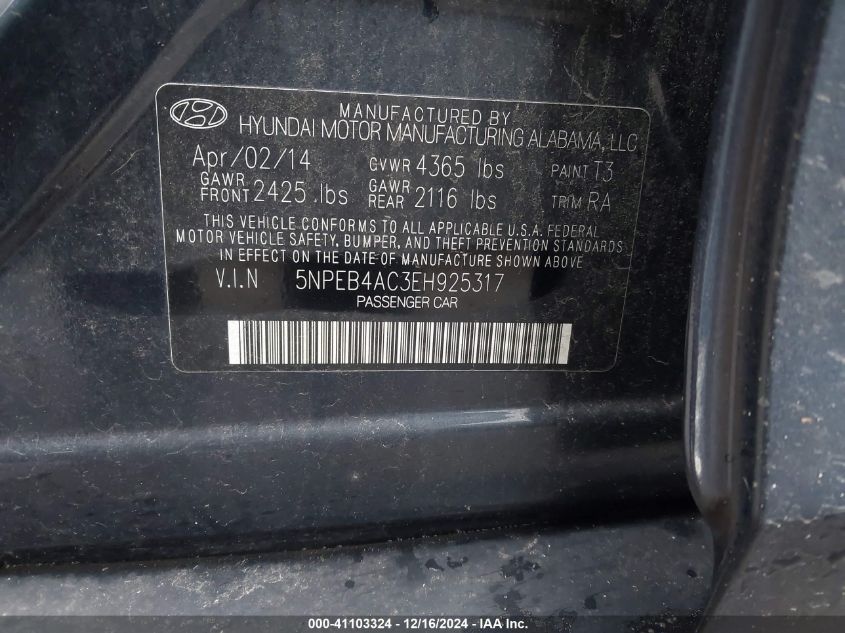 MANUFACTURED BY
HYUNDAI MOTOR MANUFACTURING ALABAMA, LLC
Apr/02/14 GVWR 4365 lbs PAINT T3
GAWR FRONT 2425 lbs GAWR REAR 2116 lbs TRIM RA
THIS VEHICLE CONFORMS TO ALL APPLICABLE U.S.A. FEDERAL
MOTOR VEHICLE SAFETY, BUMPER, AND THEFT PREVENTION STANDARDS
IN EFFECT ON THE DATE OF MANUFACTURE SHOWN ABOVE.
V.I.N 5NPEB4AC3EH925317
PASSENGER CAR
000-41103324 - 12/16/2024 - IAA Inc.